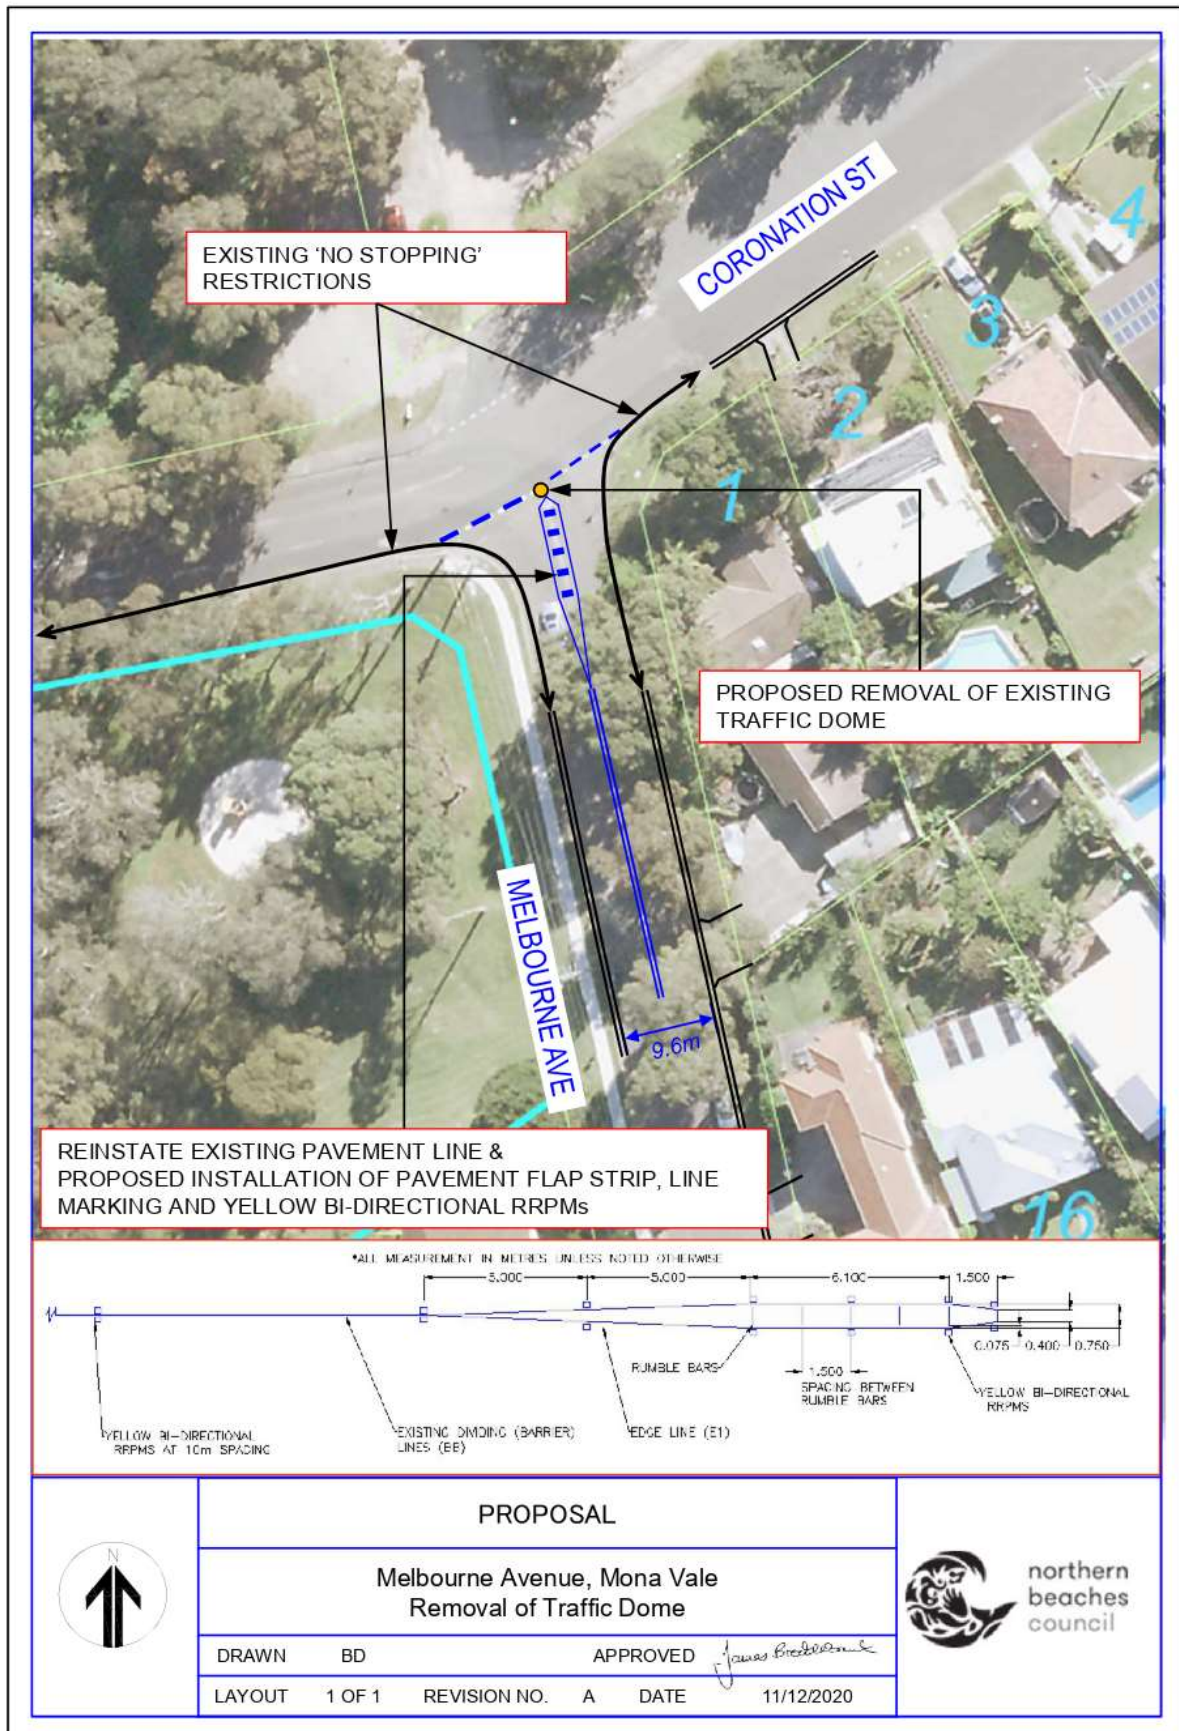 CORONATION ST
4
EXISTING ‘NO STOPPING’
RESTRICTIONS
3
2
1
PROPOSED REMOVAL OF EXISTING
TRAFFIC DOME
MELBOURNE AVE
9.6m
REINSTATE EXISTING PAVEMENT LINE &
PROPOSED INSTALLATION OF PAVEMENT FLAP STRIP, LINE
MARKING AND YELLOW BI-DIRECTIONAL RRPMs
16
*ALL MEASUREMENT IN METRES UNLESS NOTED OTHERWISE
5.000 6.100 1.500
0.075 0.400 0.750
RUMBLE BARS
1.500
SPACING BETWEEN
RUMBLE BARS
YELLOW BI-DIRECTIONAL
RRPMS
YELLOW BI-DIRECTIONAL
RRPMS AT 10m SPACING
EXISTING DIVIDING (BARRIER)
LINES (BB)
EDGE LINE (E1)
N
PROPOSAL
Melbourne Avenue, Mona Vale
Removal of Traffic Dome
northern
beaches
council
DRAWN BD APPROVED
LAYOUT 1 OF 1 REVISION NO. A DATE 11/12/2020